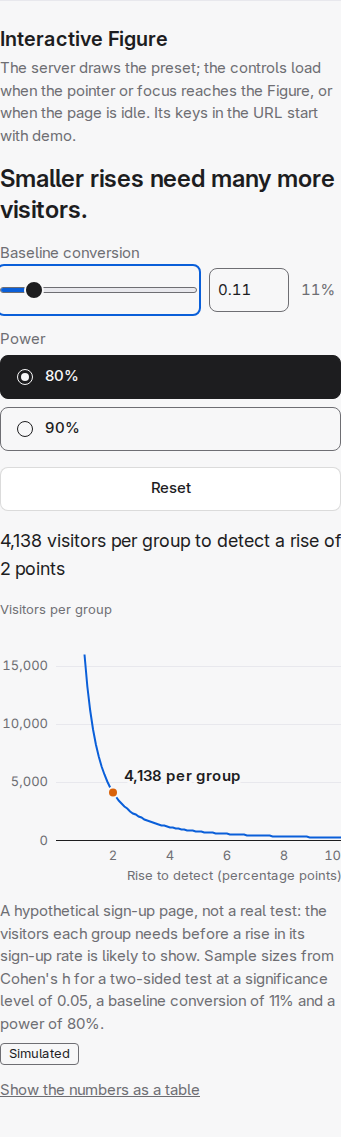 Interactive Figure
The server draws the preset; the controls load
when the pointer or focus reaches the Figure, or
when the page is idle. Its keys in the URL start
with demo.
Smaller rises need many more
visitors.
Baseline conversion
0.11
11%
Power
80%
90%
Reset
4,138 visitors per group to detect a rise of
2 points
Visitors per group
15,000
10,000
5,000
0
4,138 per group
2 4 6 8 10
Rise to detect (percentage points)
A hypothetical sign-up page, not a real test: the
visitors each group needs before a rise in its
sign-up rate is likely to show. Sample sizes from
Cohen's h for a two-sided test at a significance
level of 0.05, a baseline conversion of 11% and a
power of 80%.
Simulated
Show the numbers as a table